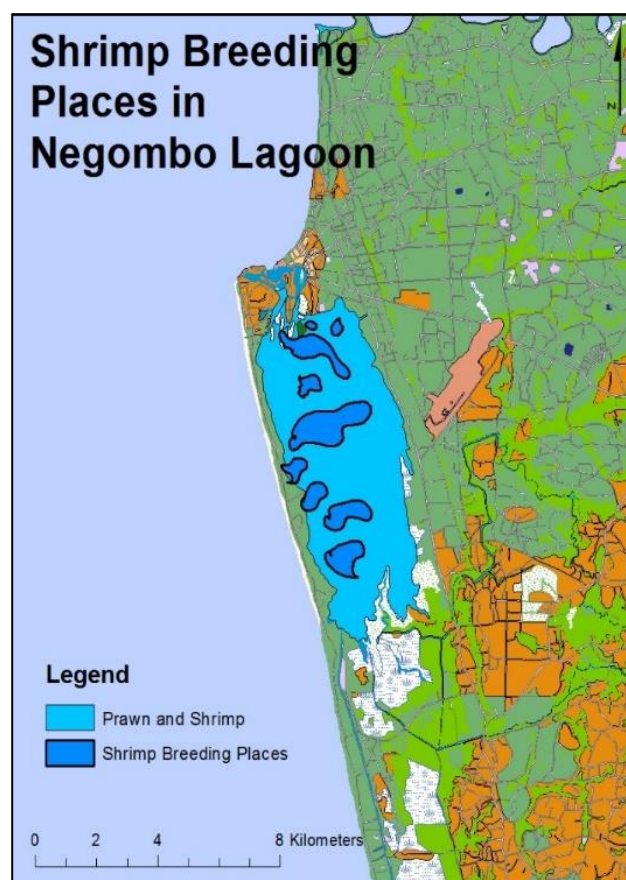 Shrimp Breeding
Places in
Negombo Lagoon
N
Legend
Prawn and Shrimp
Shrimp Breeding Places
0 2 4 8 Kilometers